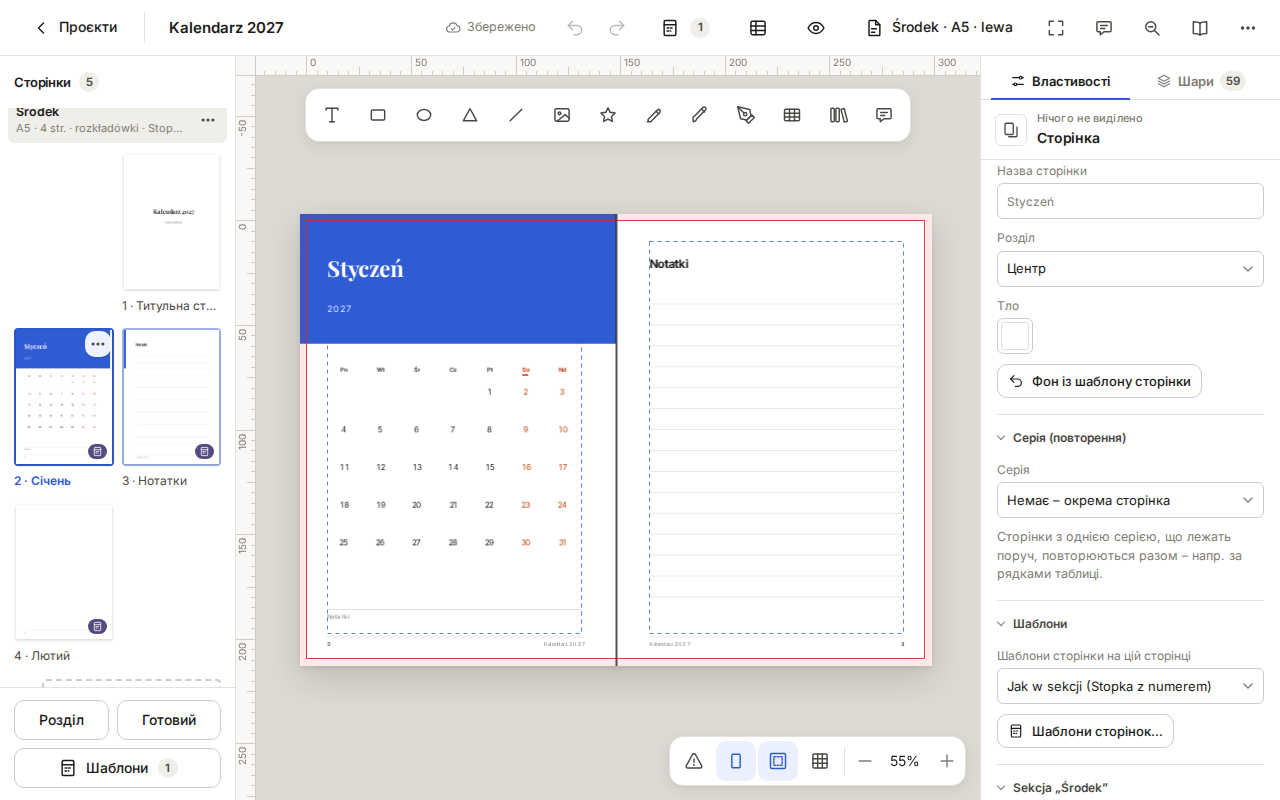 Проєкти
Kalendarz 2027
Збережено
1
Środek · A5 · lewa
Сторінки 5
Środek
A5 · 4 str. · rozkładówki · Stop...
Kalendarz 2027
1 · Титульна ст...
Styczeń
2 · Січень
3 · Нотатки
4 · Лютий
Розділ
Готовий
Шаблони 1
0 50 100 150 200 250 300
-50
0
50
100
150
200
250
Styczeń
2027
Pn Wt Śr Cz Pt So Nd
1 2 3
4 5 6 7 8 9 10
11 12 13 14 15 16 17
18 19 20 21 22 23 24
25 26 27 28 29 30 31
Notatki
2 Kalendarz 2027
Notatki
Kalendarz 2027 3
55%
Властивості
Шари 59
Нічого не виділено
Сторінка
Назва сторінки
Styczeń
Розділ
Центр
Тло
Фон із шаблону сторінки
Серія (повторення)
Серія
Немає – окрема сторінка
Сторінки з однією серією, що лежать
поруч, повторюються разом – напр. за
рядками таблиці.
Шаблони
Шаблони сторінки на цій сторінці
Jak w sekcji (Stopka z numerem)
Шаблони сторінок...
Sekcja „Środek”